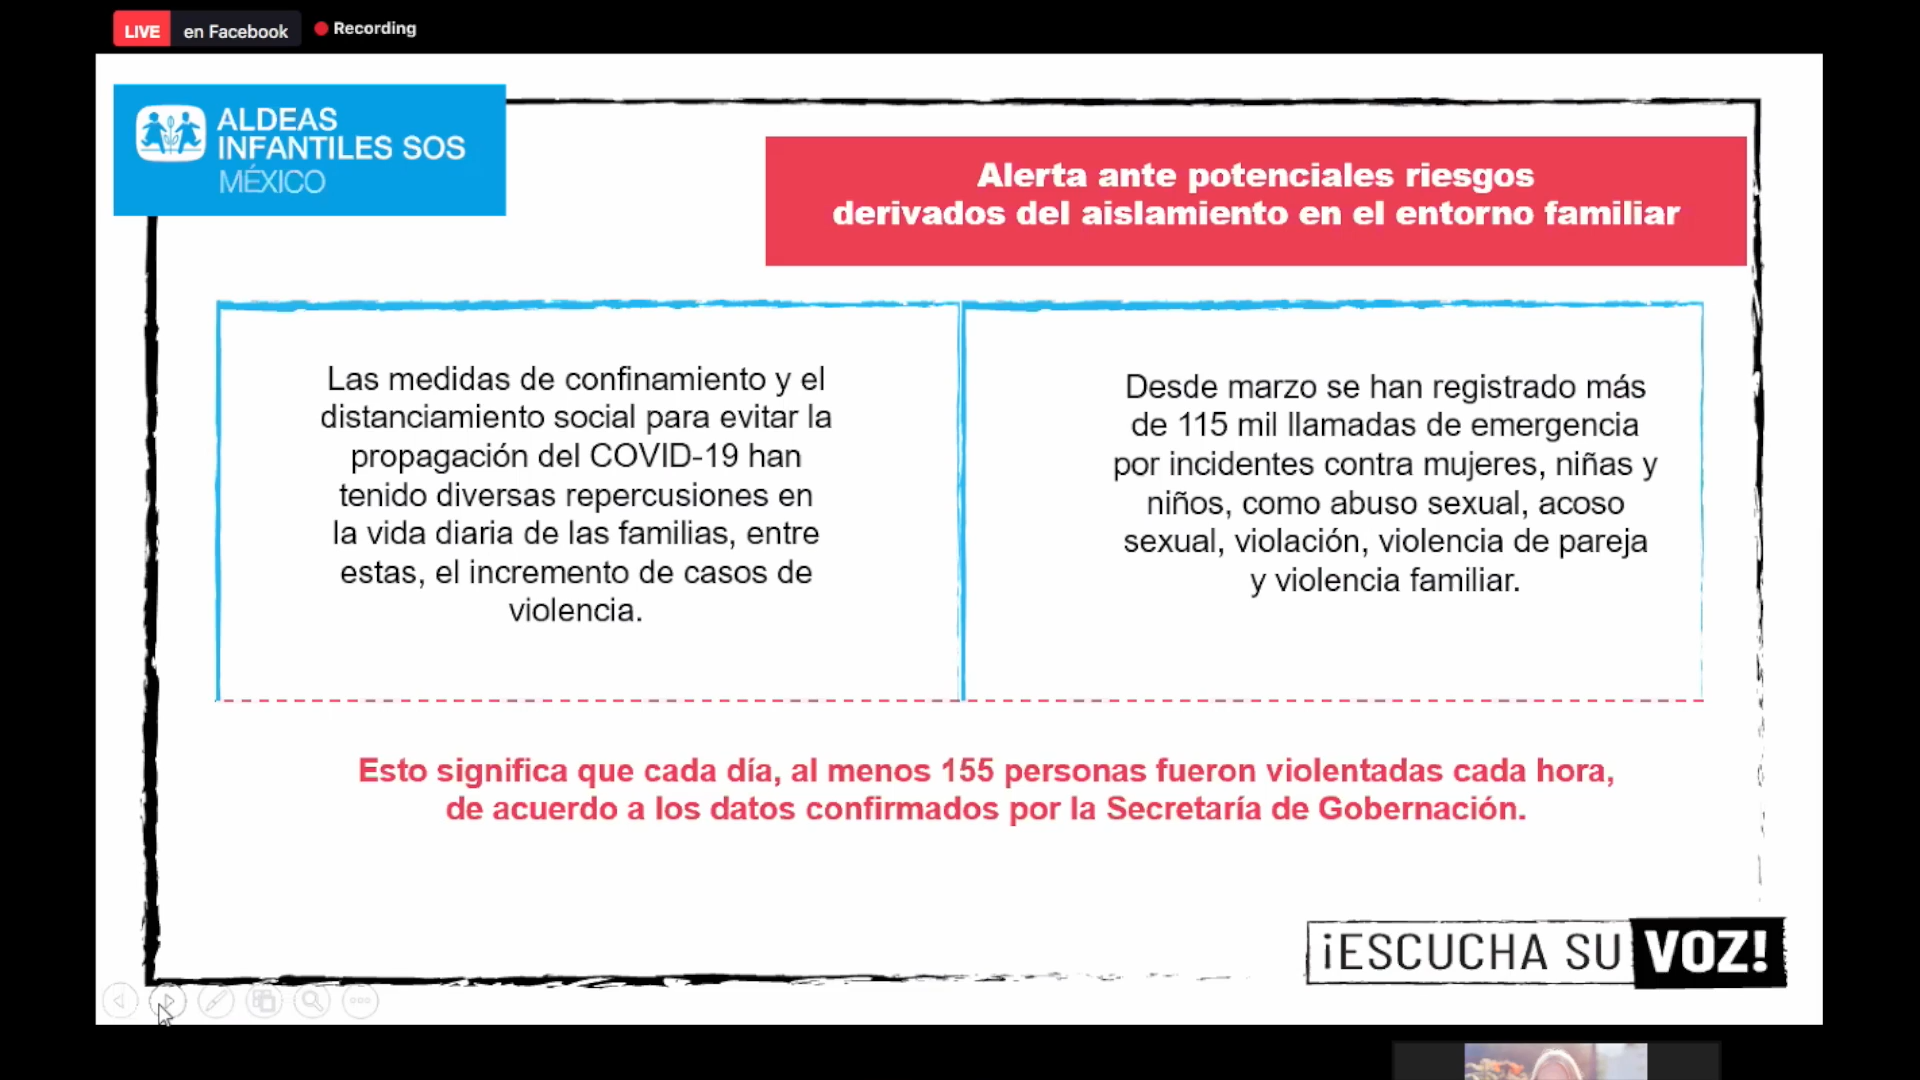 LIVE en Facebook Recording
ALDEAS
INFANTILES SOS
MÉXICO
Alerta ante potenciales riesgos
derivados del aislamiento en el entorno familiar
Las medidas de confinamiento y el
distanciamiento social para evitar la
propagación del COVID-19 han
tenido diversas repercusiones en
la vida diaria de las familias, entre
estas, el incremento de casos de
violencia.
Desde marzo se han registrado más
de 115 mil llamadas de emergencia
por incidentes contra mujeres, niñas y
niños, como abuso sexual, acoso
sexual, violación, violencia de pareja
y violencia familiar.
Esto significa que cada día, al menos 155 personas fueron violentadas cada hora,
de acuerdo a los datos confirmados por la Secretaría de Gobernación.
¡ESCUCHA SU VOZ!